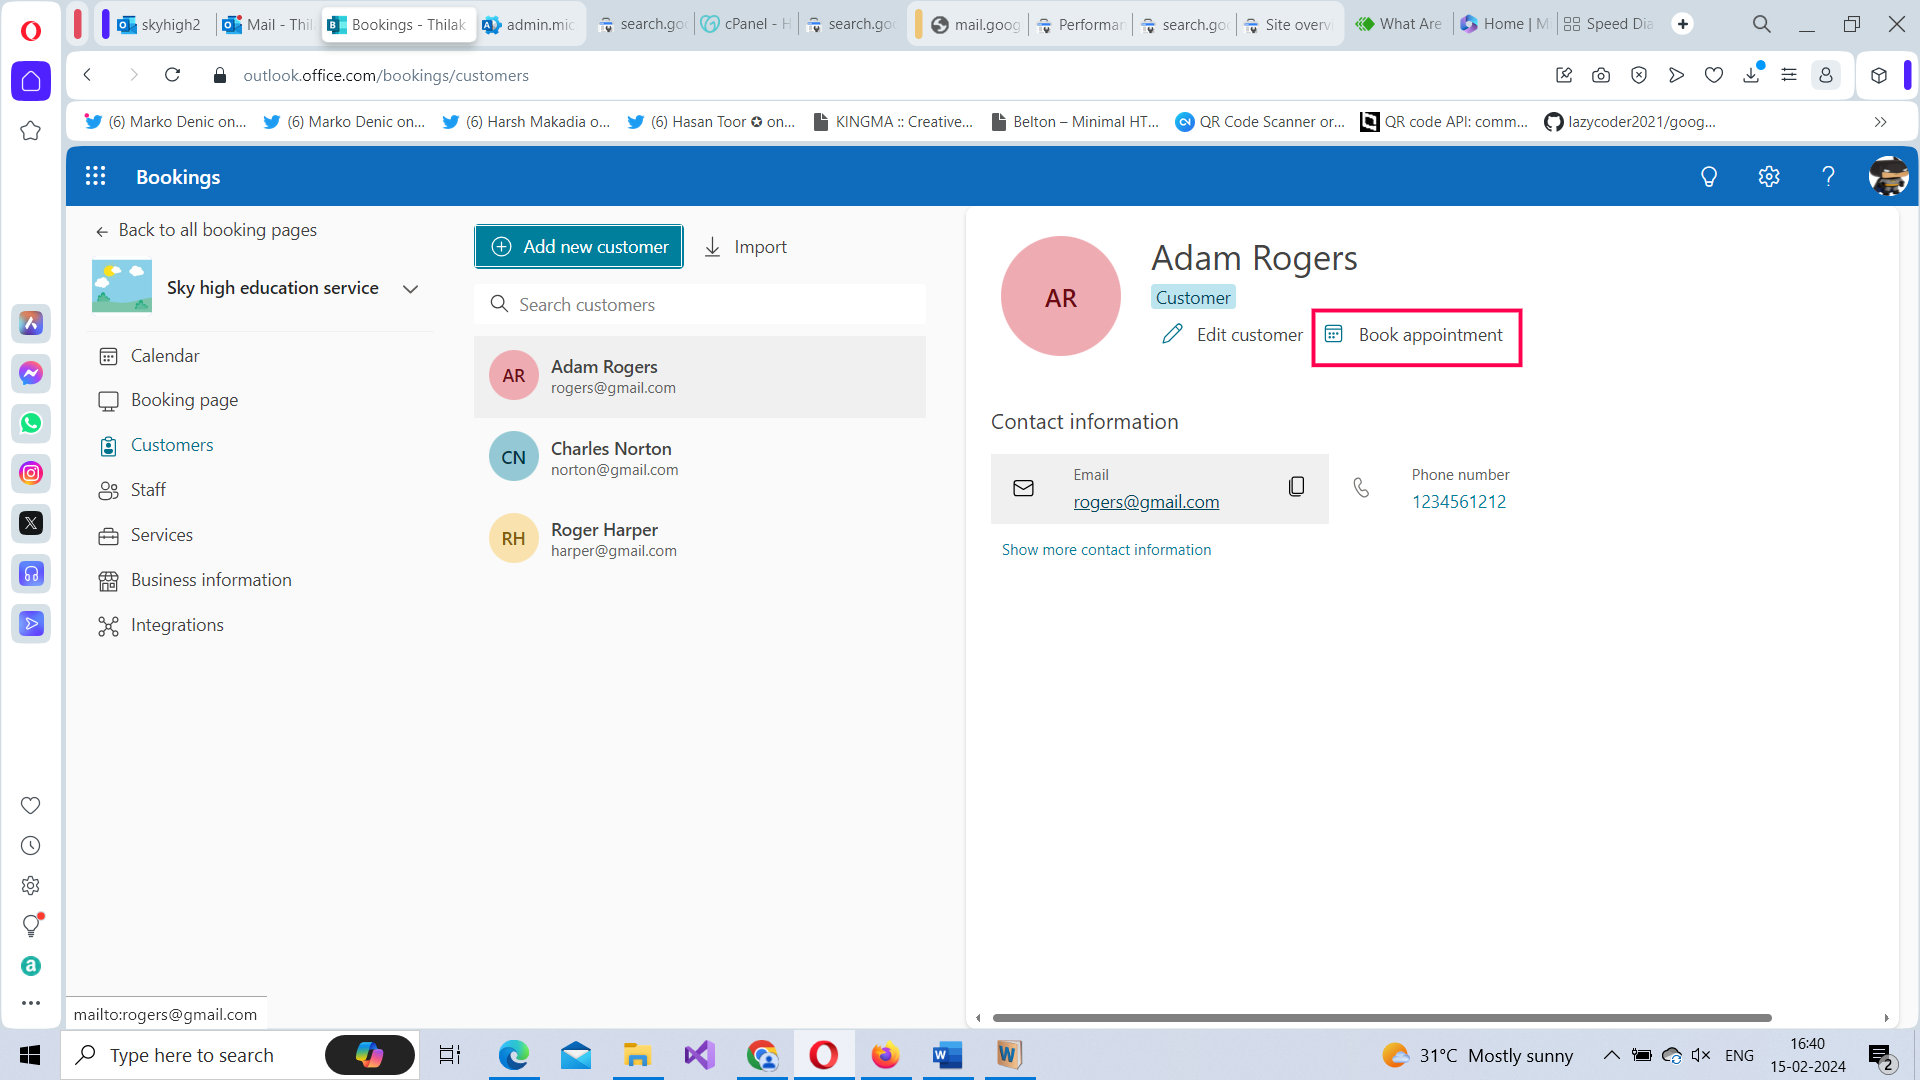 skyhigh2
Mail - Thil
Bookings - Thilak
admin.mic
search.goo
cPanel - H
search.goo
mail.goog
Performan
search.goo
Site overvi
What Are
Home | M
Speed Dia
outlook.office.com/bookings/customers
(6) Marko Denic on...
(6) Marko Denic on...
(6) Harsh Makadia o...
(6) Hasan Toor ✪ on...
KINGMA :: Creative...
Belton – Minimal HT...
QR Code Scanner or...
QR code API: comm...
lazycoder2021/goog...
Bookings
Back to all booking pages
Sky high education service
Calendar
Booking page
Customers
Staff
Services
Business information
Integrations
Add new customer
Import
Search customers
AR
Adam Rogers
rogers@gmail.com
CN
Charles Norton
norton@gmail.com
RH
Roger Harper
harper@gmail.com
AR
Adam Rogers
Customer
Edit customer
Book appointment
Contact information
Email
rogers@gmail.com
Phone number
1234561212
Show more contact information
mailto:rogers@gmail.com
Type here to search
31°C Mostly sunny
ENG
16:40
15-02-2024
2